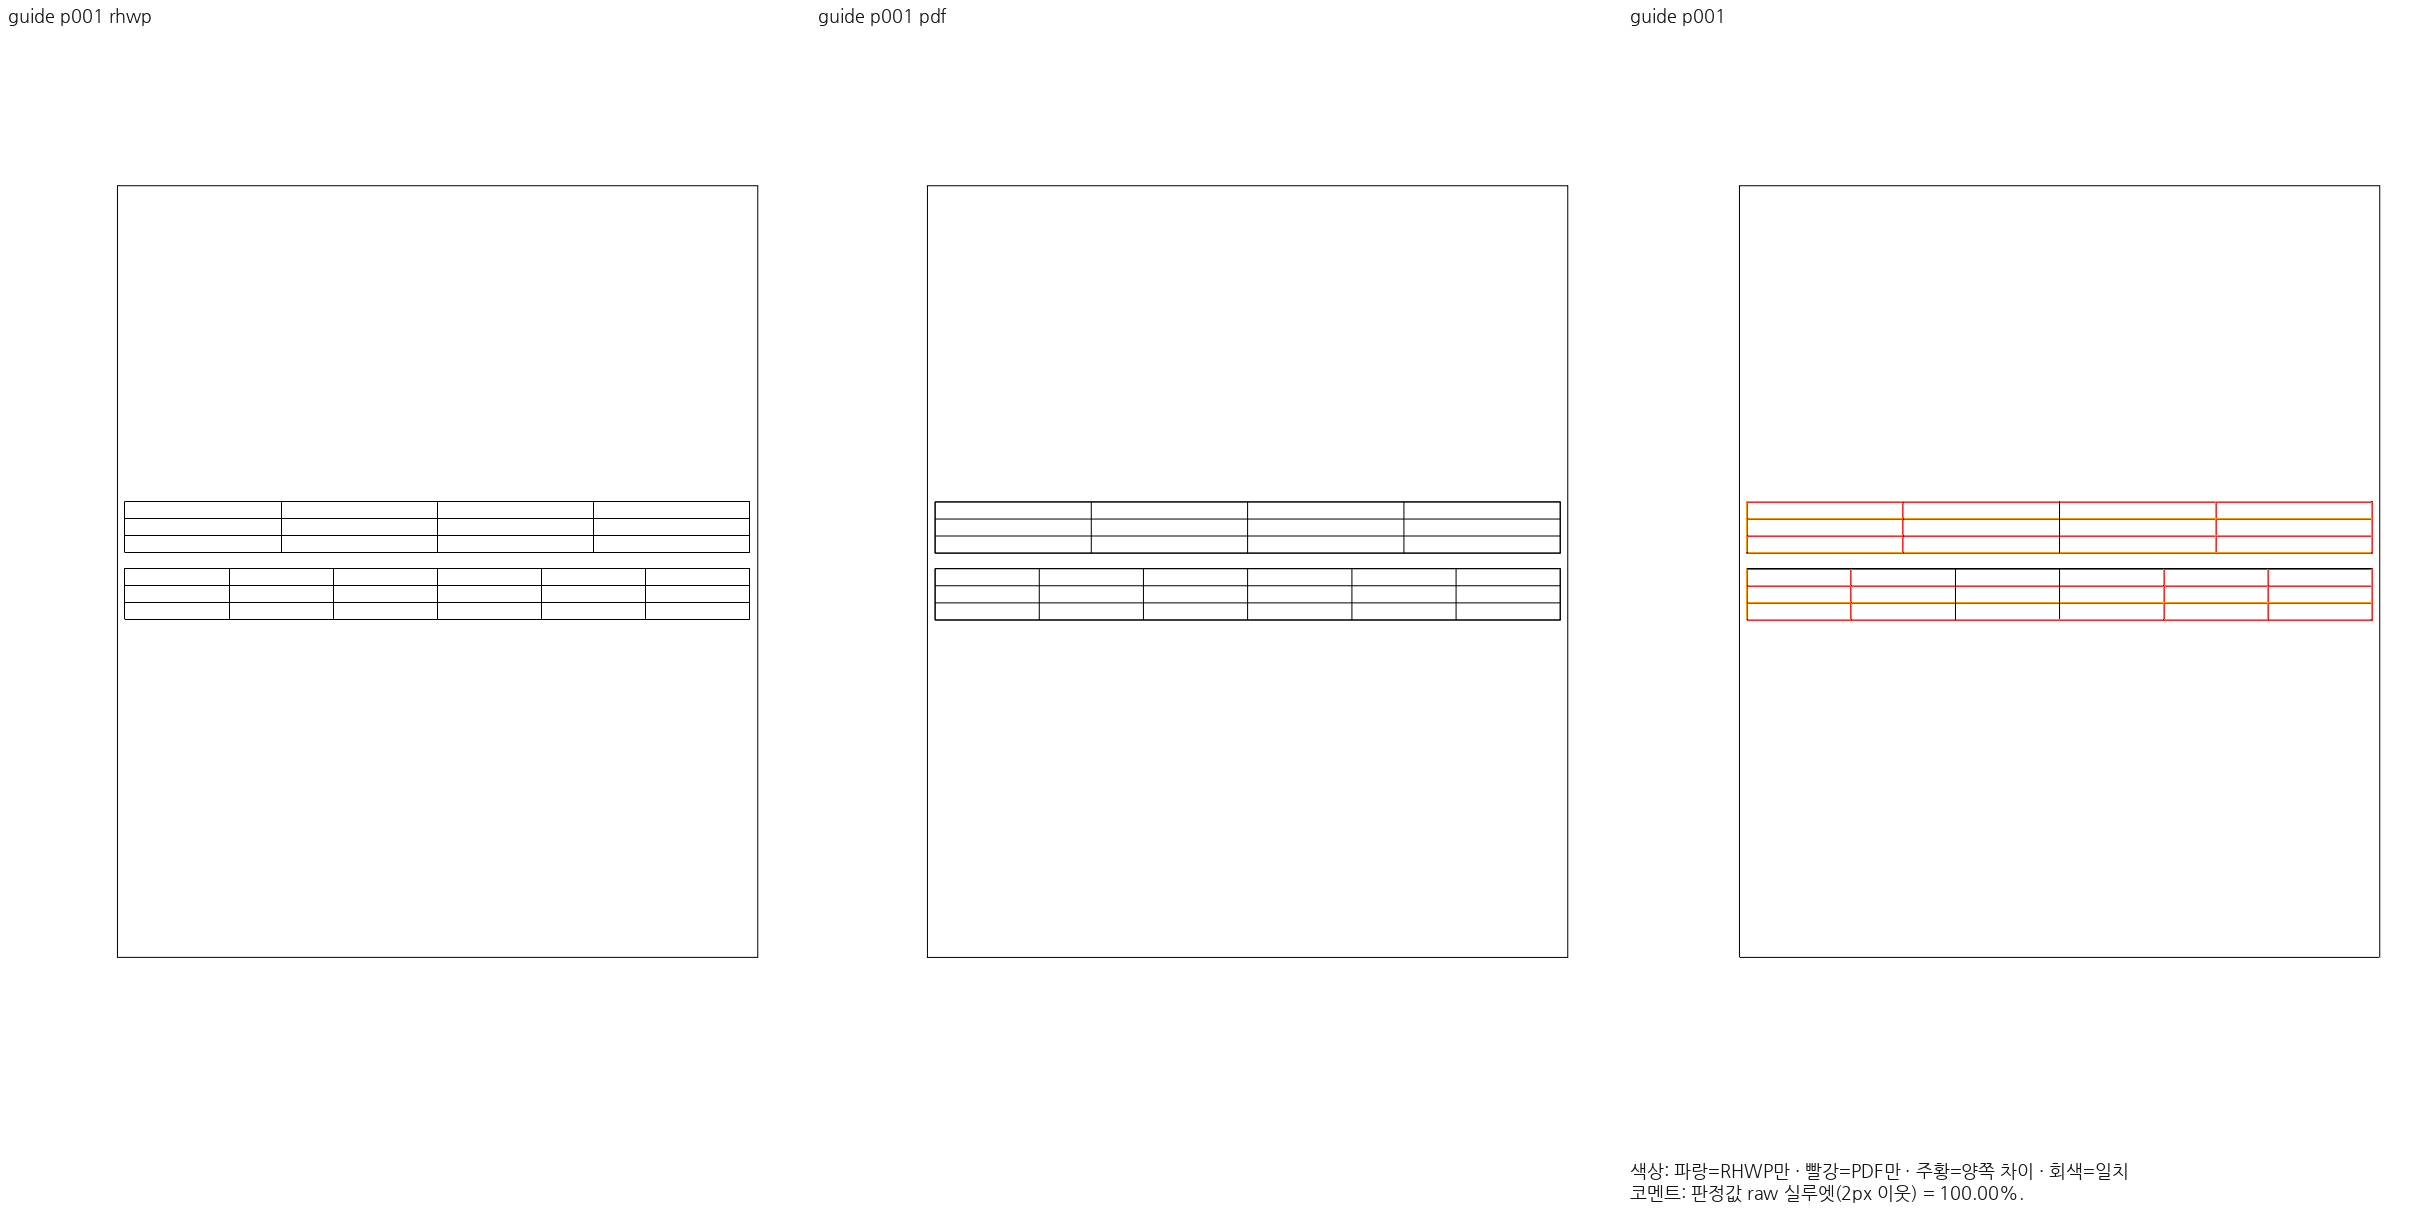 guide p001 rhwp
guide p001 pdf
guide p001
색상: 파랑=RHWP만 · 빨강=PDF만 · 주황=양쪽 차이 · 회색=일치
코멘트: 판정값 raw 실루엣(2px 이웃) = 100.00%.